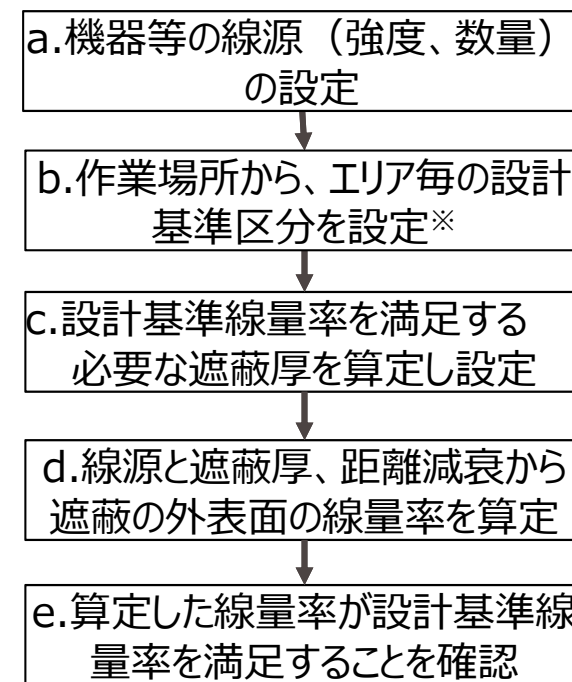 a.機器等の線源（強度、数量）
の設定
b.作業場所から、エリア毎の設計
基準区分を設定※
c.設計基準線量率を満足する
必要な遮蔽厚を算定し設定
d.線源と遮蔽厚、距離減衰から
遮蔽の外表面の線量率を算定
e.算定した線量率が設計基準線
量率を満足することを確認